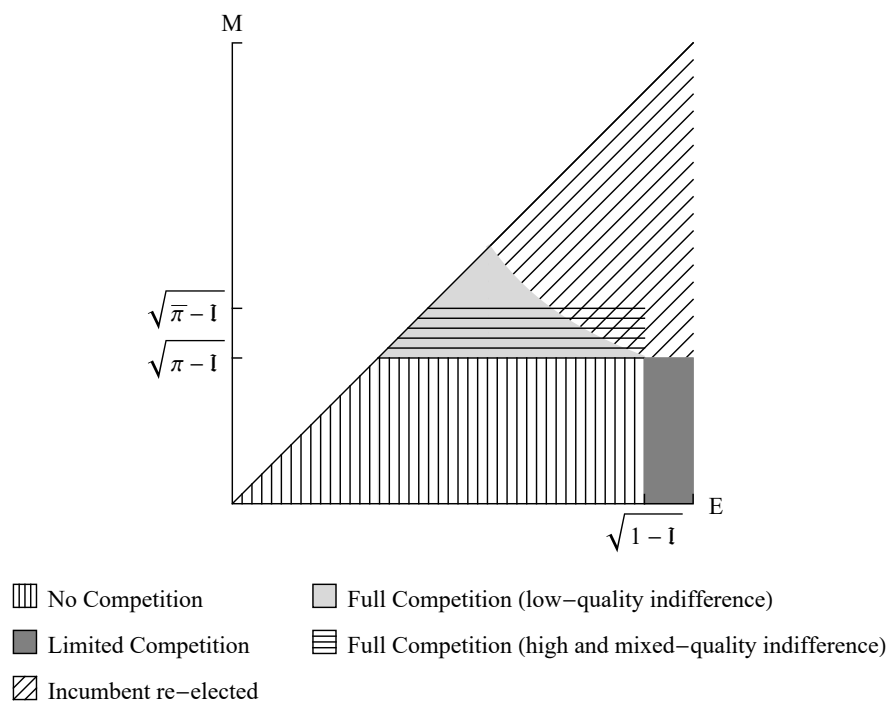 M
√π̅ − l
√π − l
E
√1 − l
No Competition
Full Competition (low−quality indifference)
Limited Competition
Full Competition (high and mixed−quality indifference)
Incumbent re−elected